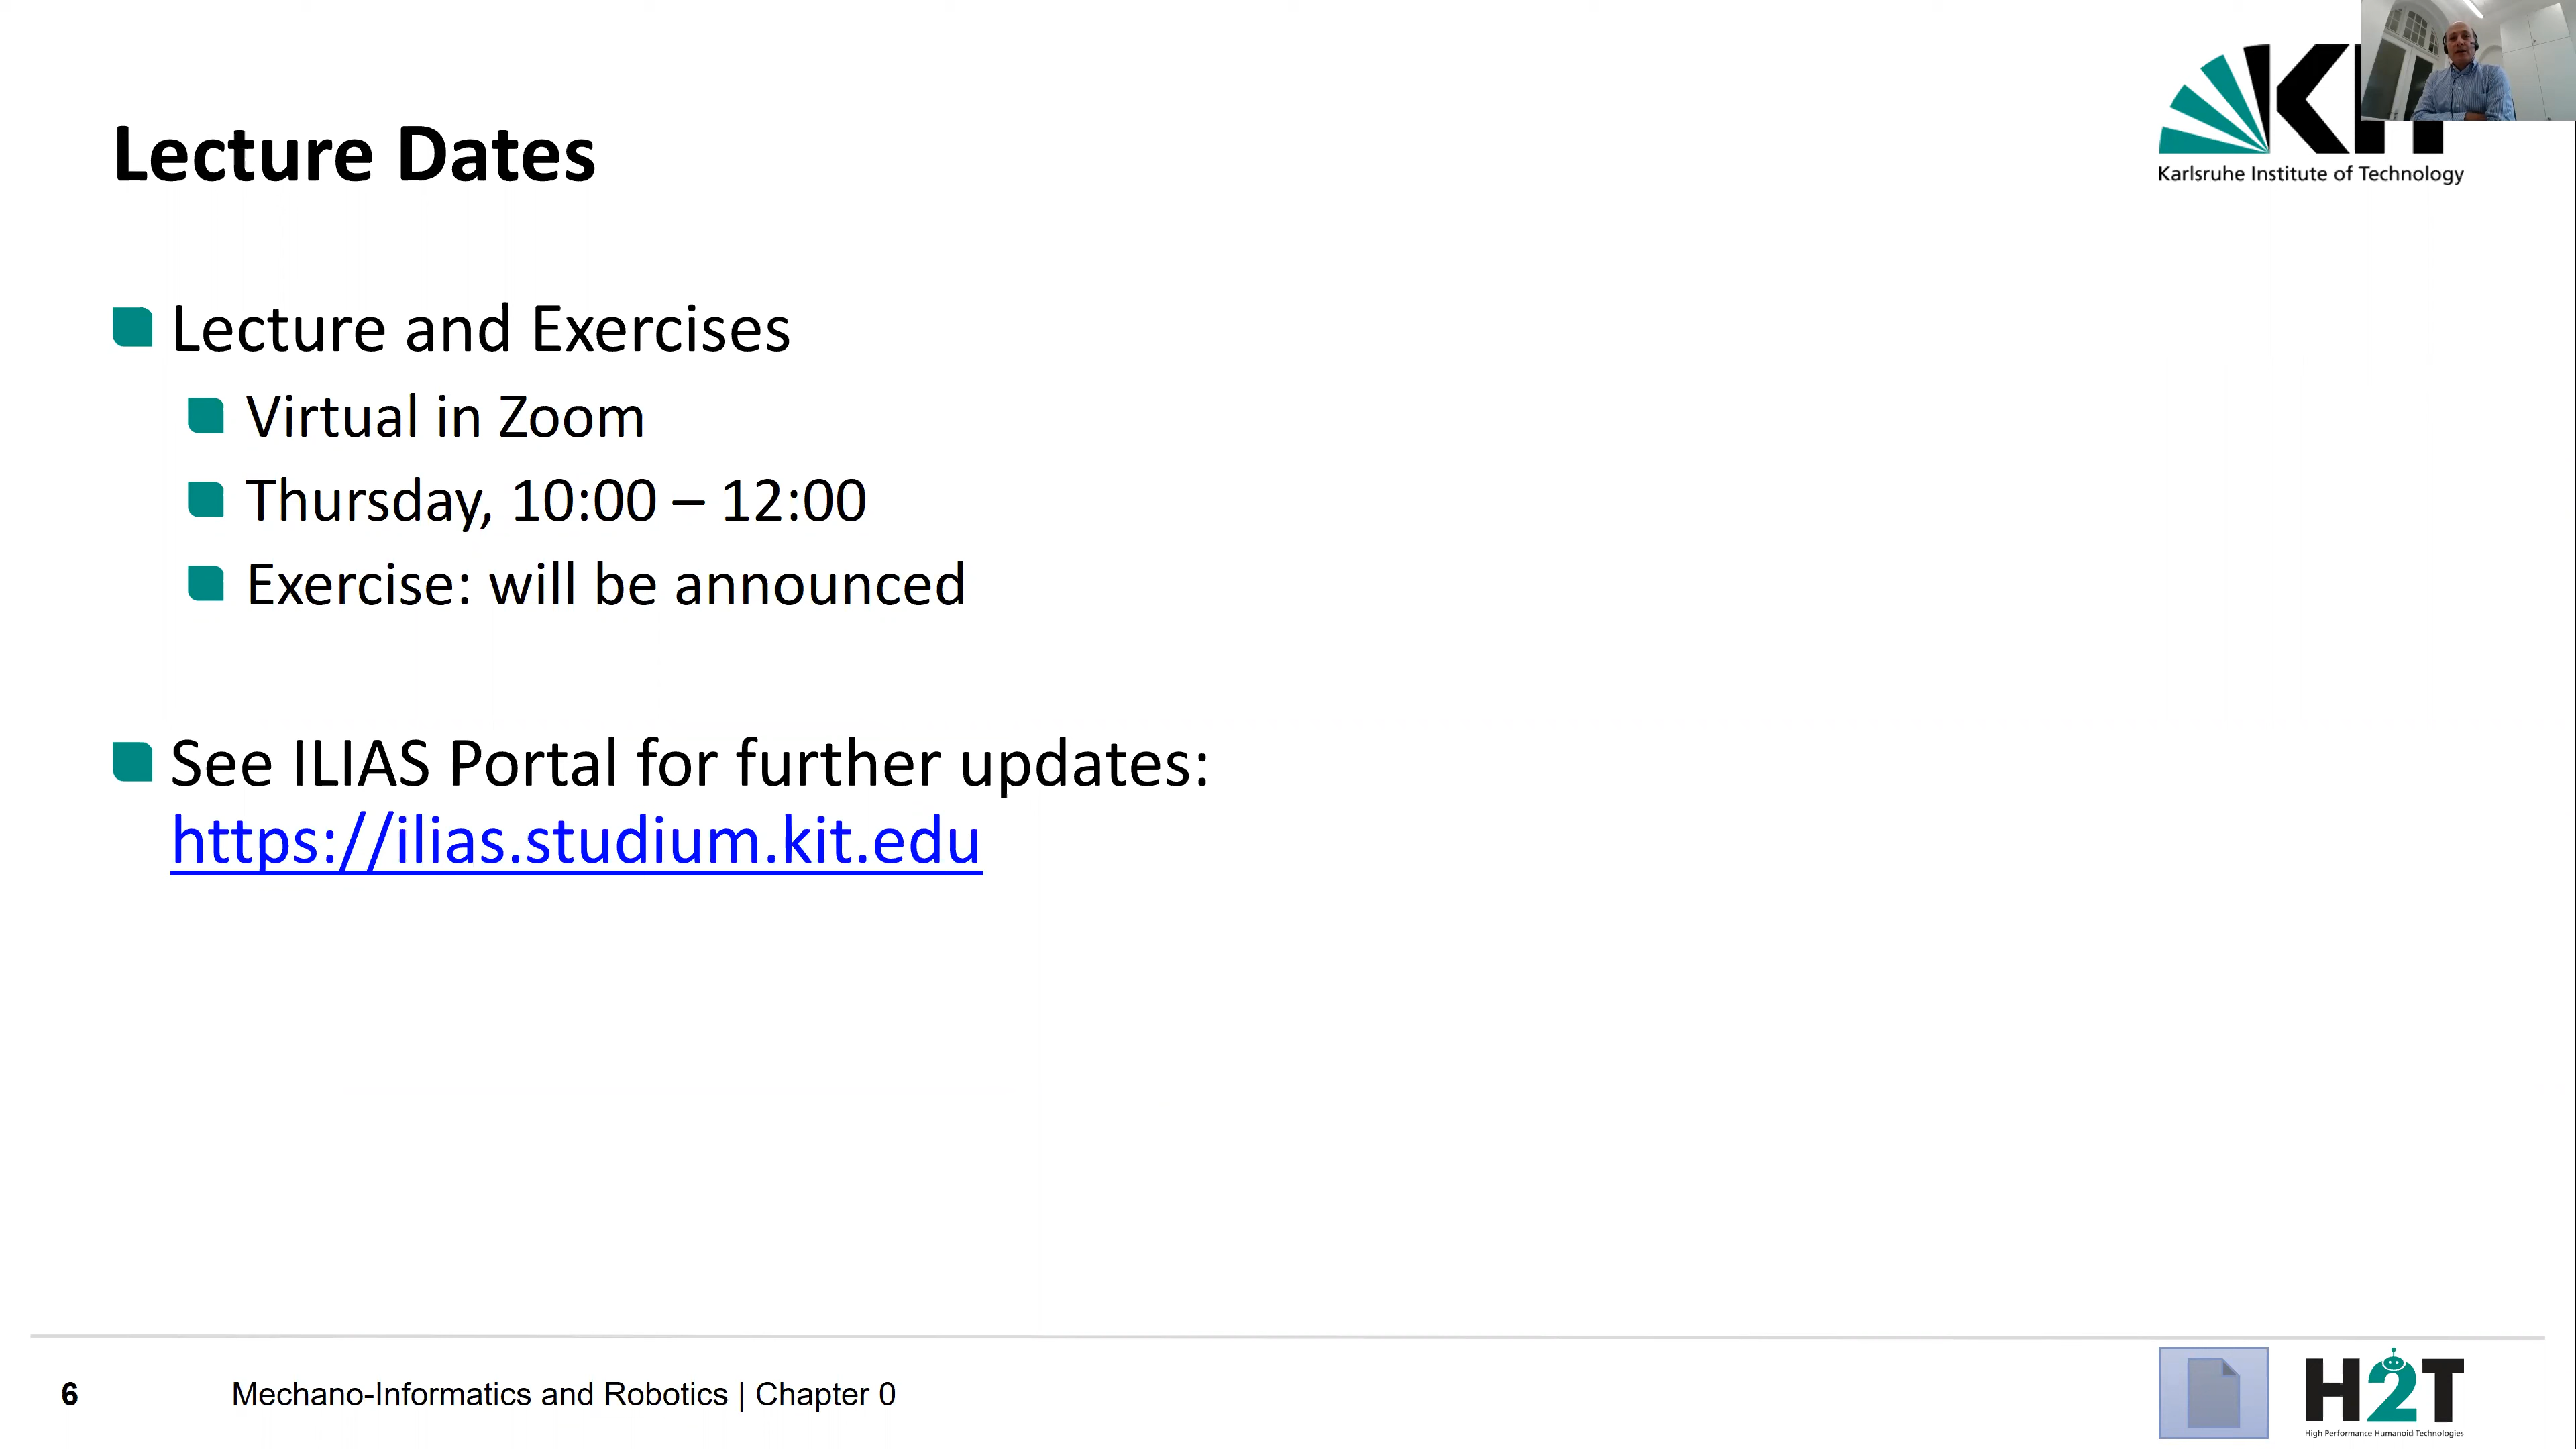 Lecture Dates
Karlsruhe Institute of Technology
Lecture and Exercises
Virtual in Zoom
Thursday, 10:00 – 12:00
Exercise: will be announced
See ILIAS Portal for further updates:
https://ilias.studium.kit.edu
6 Mechano-Informatics and Robotics | Chapter 0
H2T
High Performance Humanoid Technologies